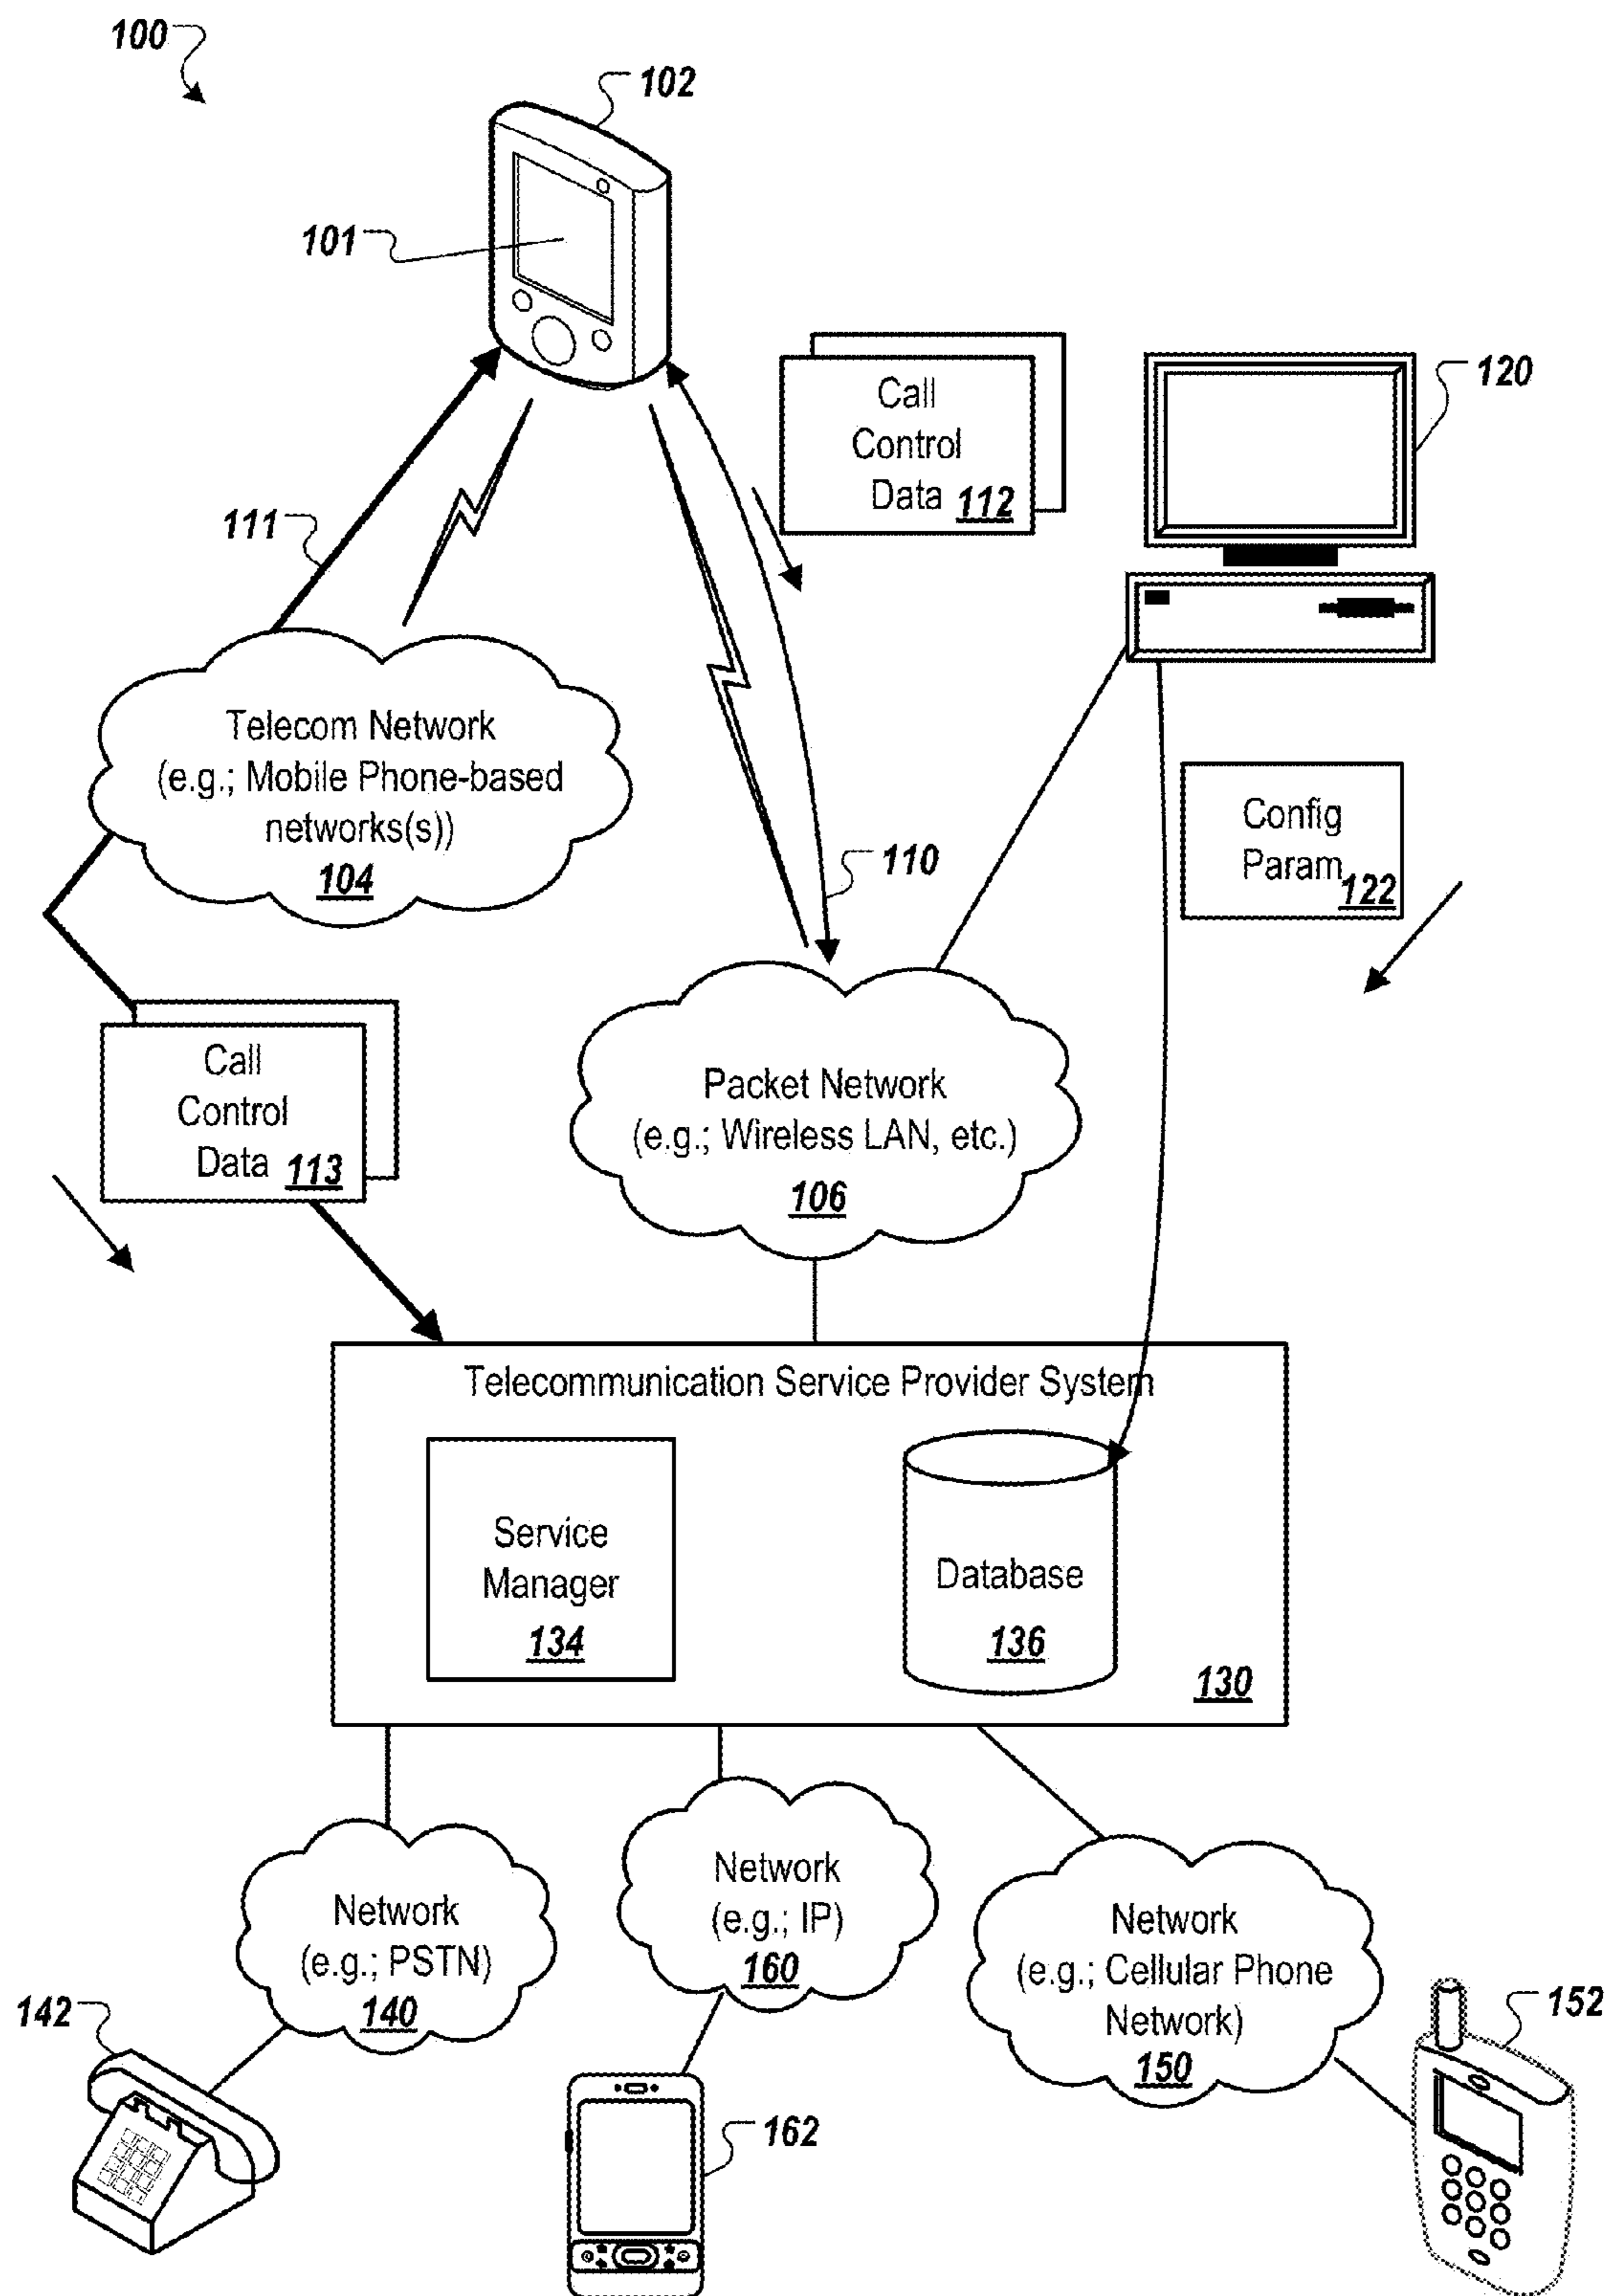 100
102
101
Call
Control
Data 112
120
111
Telecom Network
(e.g.; Mobile Phone-based
networks(s))
104
110
Config
Param
122
Call
Control
Data 113
Packet Network
(e.g.; Wireless LAN, etc.)
106
Telecommunication Service Provider System
Service
Manager
134
Database
136
130
Network
(e.g.; PSTN)
140
Network
(e.g.; IP)
160
Network
(e.g.; Cellular Phone
Network)
150
142
162
152